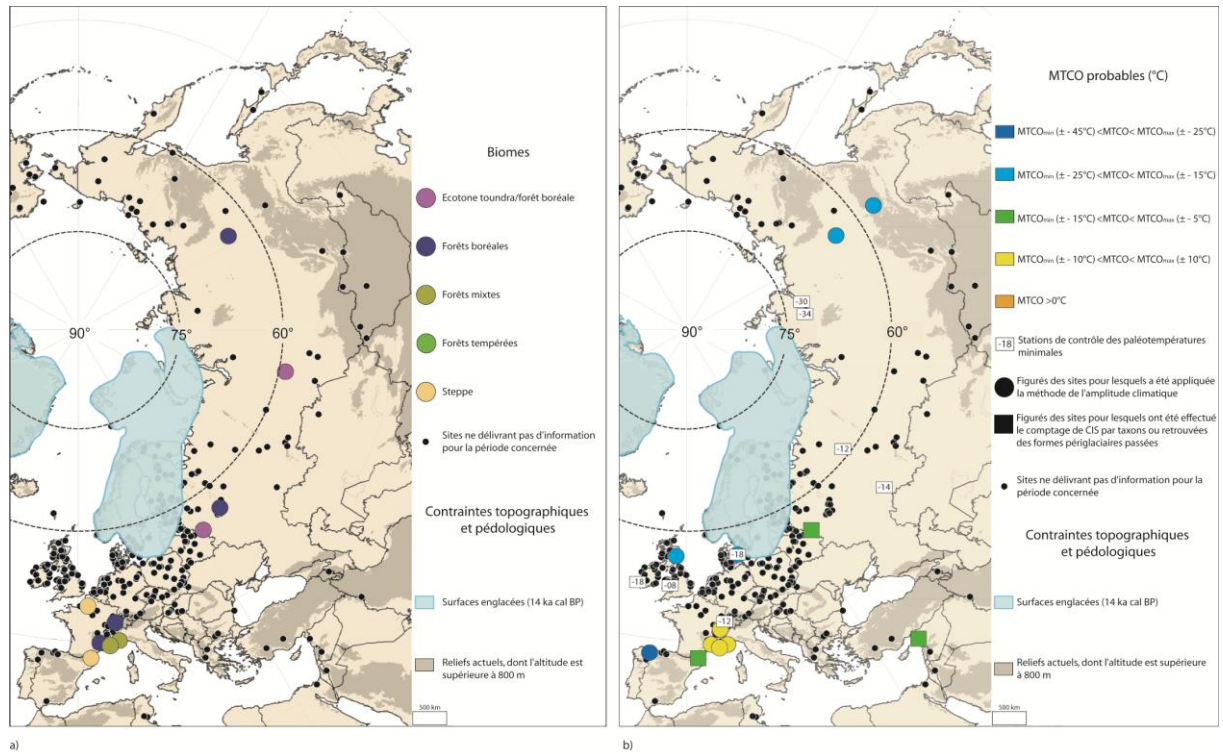 Biomes
Ecotone toundra/forêt boréale
Forêts boréales
Forêts mixtes
Forêts tempérées
Steppe
Sites ne délivrant pas d'information
pour la période concernée
Contraintes topographiques
et pédologiques
Surfaces englacées (14 ka cal BP)
Reliefs actuels, dont l'altitude est
supérieure à 800 m
500 km
90°
75°
60°
a)
MTCO probables (°C)
MTCOmin (± - 45°C) <MTCO< MTCOmax (± - 25°C)
MTCOmin (± - 25°C) <MTCO< MTCOmax (± - 15°C)
MTCOmin (± - 15°C) <MTCO< MTCOmax (± - 5°C)
MTCOmin (± - 10°C) <MTCO< MTCOmax (± 10°C)
MTCO >0°C
-18 Stations de contrôle des paléotempératures
minimales
Figurés des sites pour lesquels a été appliquée
la méthode de l'amplitude climatique
Figurés des sites pour lesquels ont été effectué
le comptage de CIS par taxons ou retrouvées
des formes périglaciaires passées
Sites ne délivrant pas d'information pour la
période concernée
Contraintes topographiques
et pédologiques
Surfaces englacées (14 ka cal BP)
Reliefs actuels, dont l'altitude est supérieure
à 800 m
500 km
-30
-34
90°
75°
60°
-12
-14
-18
-18
-08
-12
b)